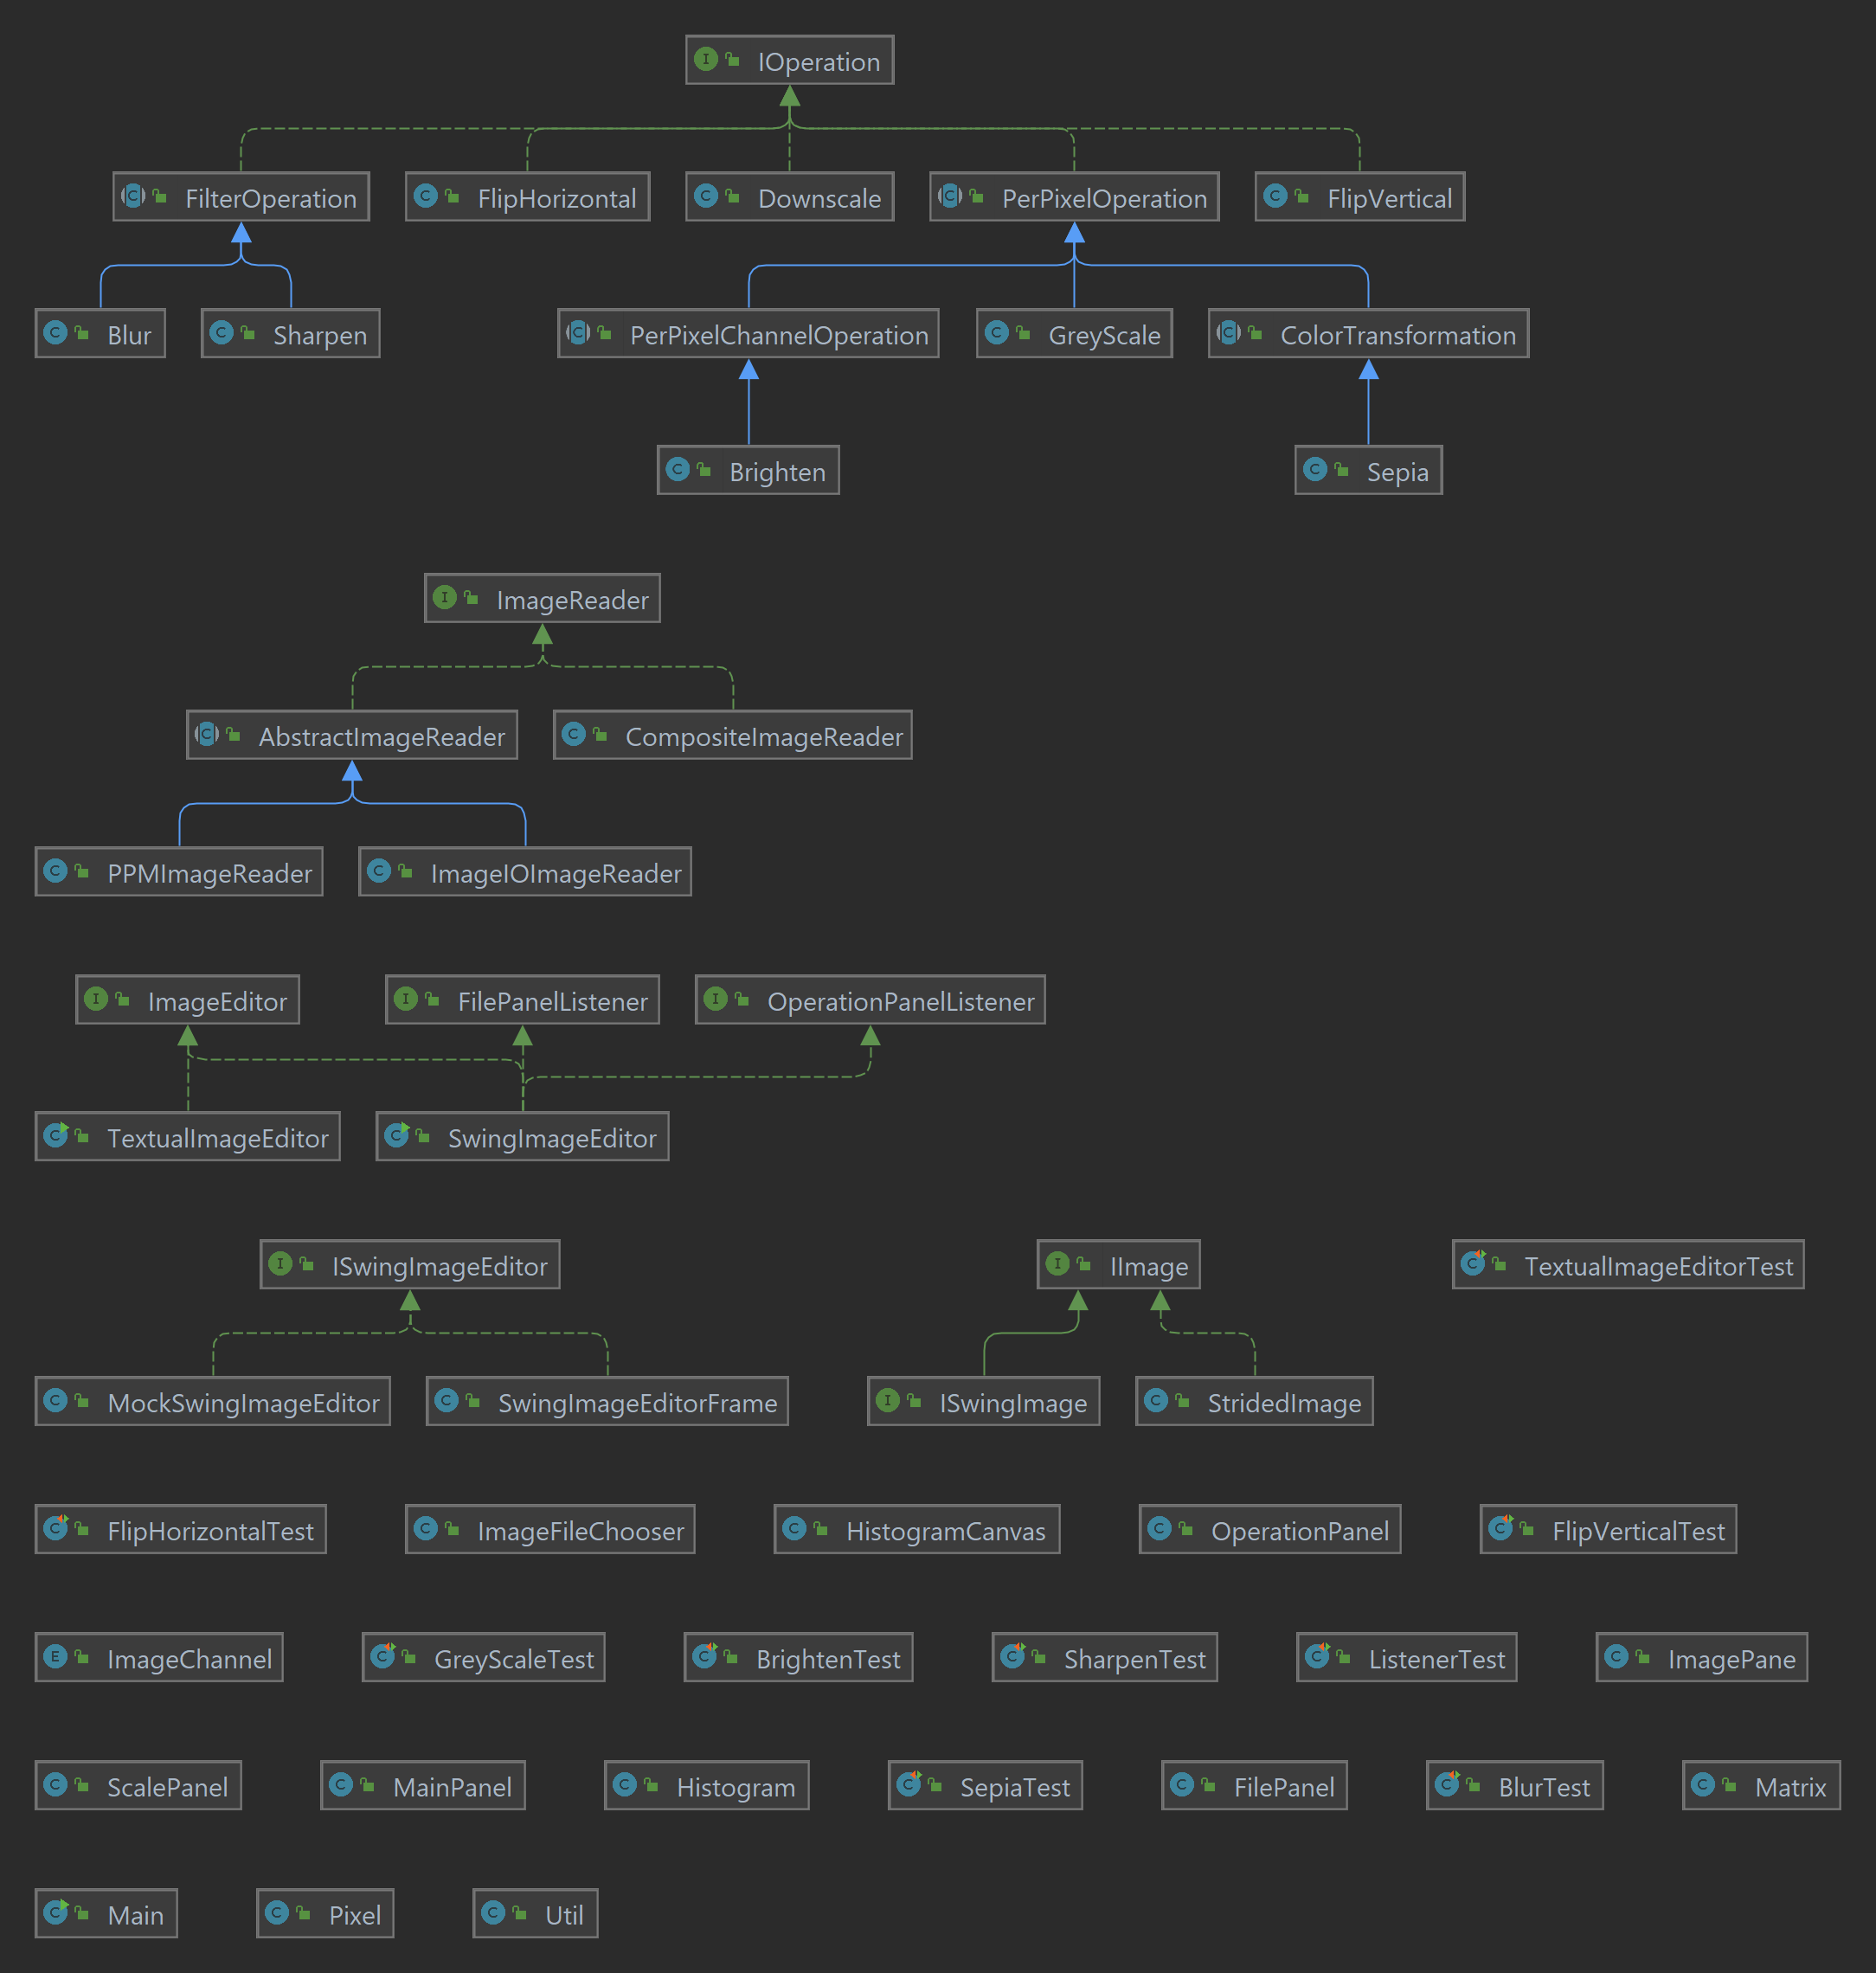 IOperation
FilterOperation
FlipHorizontal
Downscale
PerPixelOperation
FlipVertical
Blur
Sharpen
PerPixelChannelOperation
GreyScale
ColorTransformation
Brighten
Sepia
ImageReader
AbstractImageReader
CompositeImageReader
PPMImageReader
ImageIOImageReader
ImageEditor
FilePanelListener
OperationPanelListener
TextualImageEditor
SwingImageEditor
ISwingImageEditor
IImage
TextualImageEditorTest
MockSwingImageEditor
SwingImageEditorFrame
ISwingImage
StridedImage
FlipHorizontalTest
ImageFileChooser
HistogramCanvas
OperationPanel
FlipVerticalTest
ImageChannel
GreyScaleTest
BrightenTest
SharpenTest
ListenerTest
ImagePane
ScalePanel
MainPanel
Histogram
SepiaTest
FilePanel
BlurTest
Matrix
Main
Pixel
Util